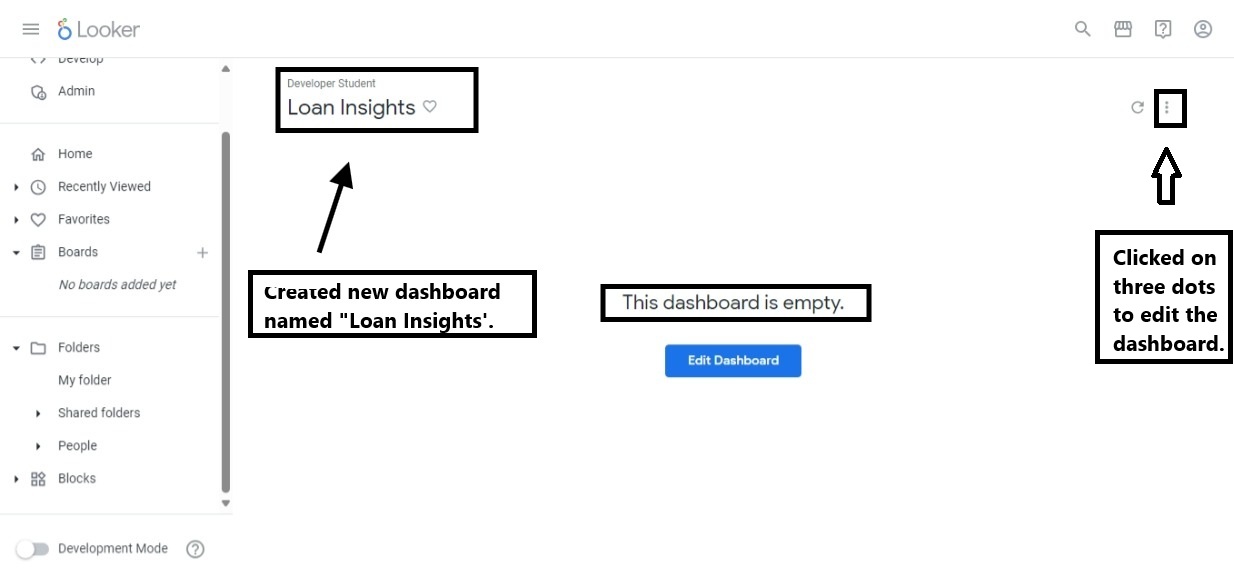 Looker
Develop
Admin
Home
Recently Viewed
Favorites
Boards
No boards added yet
Folders
My folder
Shared folders
People
Blocks
Development Mode
Developer Student
Loan Insights
Created new dashboard
named "Loan Insights'.
This dashboard is empty.
Edit Dashboard
Clicked on
three dots
to edit the
dashboard.